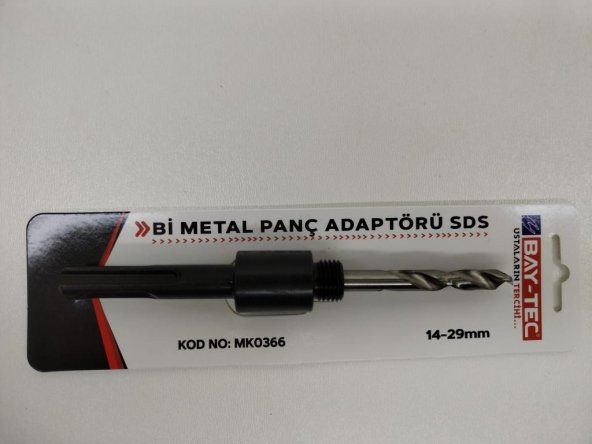 Bİ METAL PANÇ ADAPTÖRÜ SDS
BAY-TEC
USTALARIN TERCİHİ...
KOD NO: MK0366
14-29mm